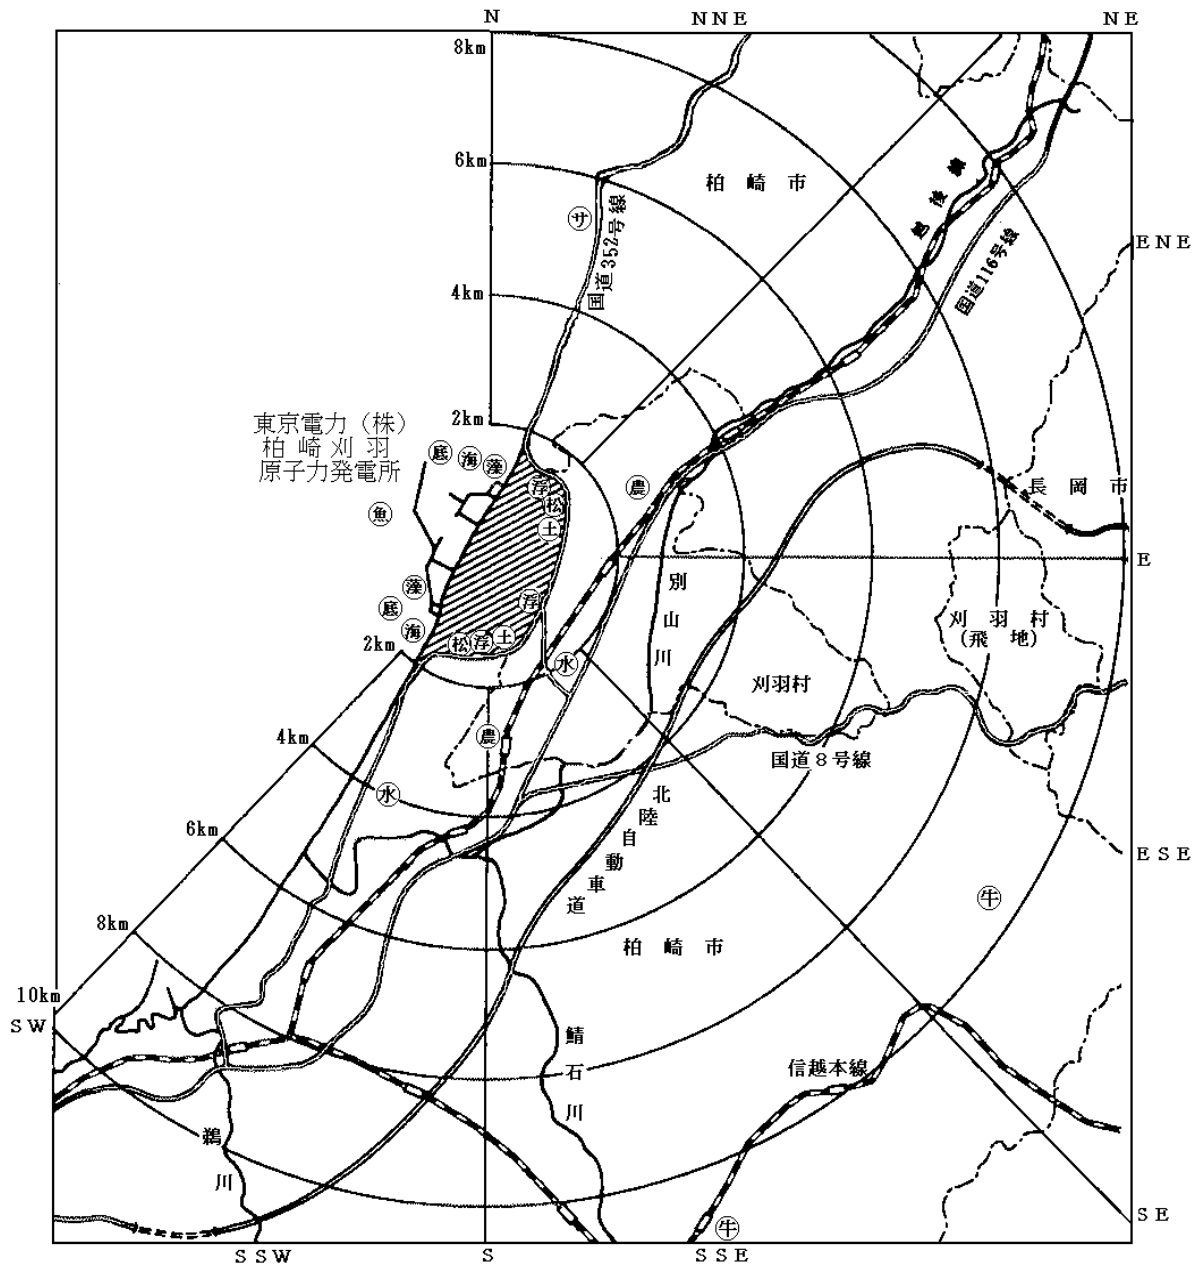 N
NNE
NE
8km
6km
柏崎市
越後線
㋚
国道352号線
国道116号線
ENE
4km
2km
東京電力（株）
柏崎刈羽
原子力発電所
底 海 藻
魚
浮
松
土
農
長岡市
E
藻
底
海
浮
松 浮 土
別山川
刈羽村
(飛地)
2km
水
刈羽村
農
4km
国道8号線
水
北陸自動車道
6km
ESE
牛
8km
柏崎市
10km
SW
鯖石川
信越本線
鵜川
牛
SE
SSW
S
SSE